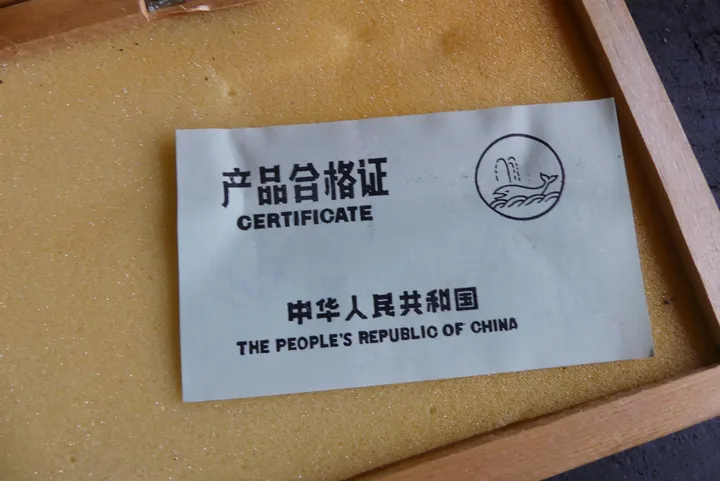 产品合格证
CERTIFICATE
中华人民共和国
THE PEOPLE'S REPUBLIC OF CHINA